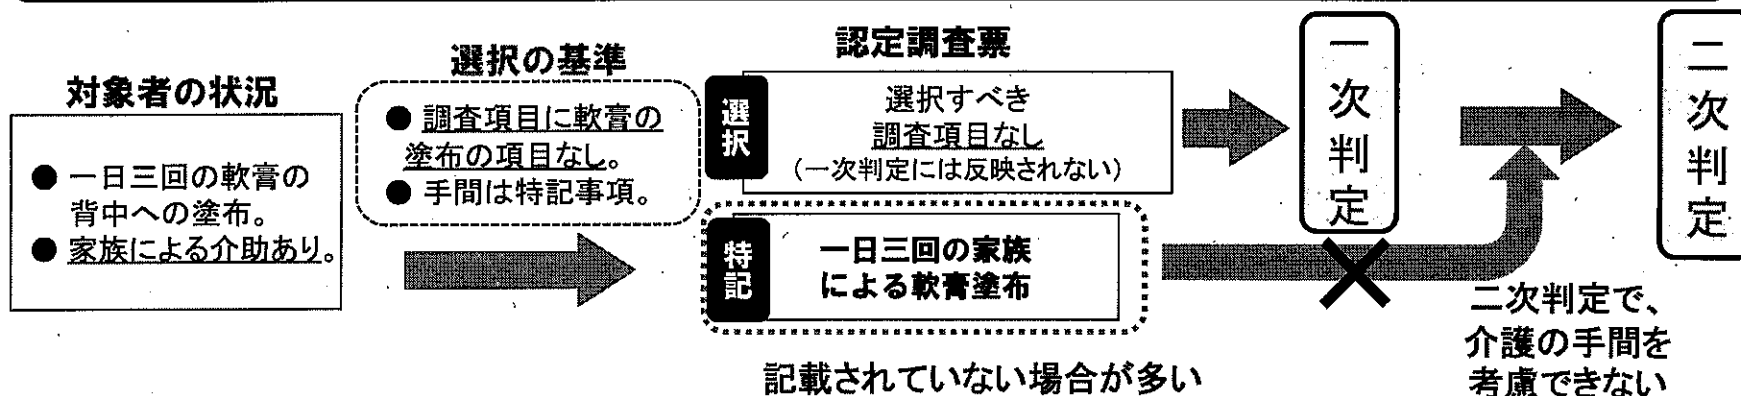 対象者の状況
● 一日三回の軟膏の
背中への塗布。
● 家族による介助あり。
選択の基準
● 調査項目に軟膏の
塗布の項目なし。
● 手間は特記事項。
認定調査票
選択
選択すべき
調査項目なし
（一次判定には反映されない）
特記
一日三回の家族
による軟膏塗布
記載されていない場合が多い
一次判定
二次判定
二次判定で、
介護の手間を
考慮できない